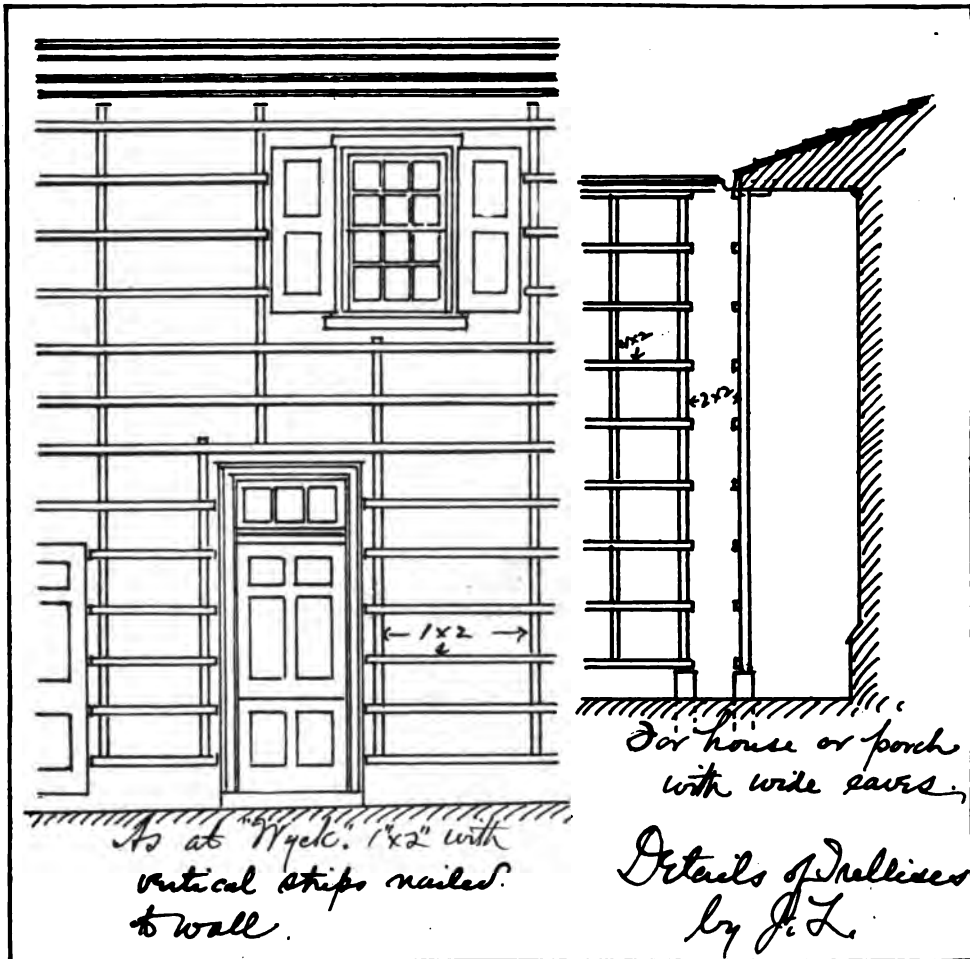 1x2
2x2
For house or porch
with wide eaves.
As at "Wyck". 1"x2" with
vertical strips nailed
to wall.
Details of Trellises
by J. L.